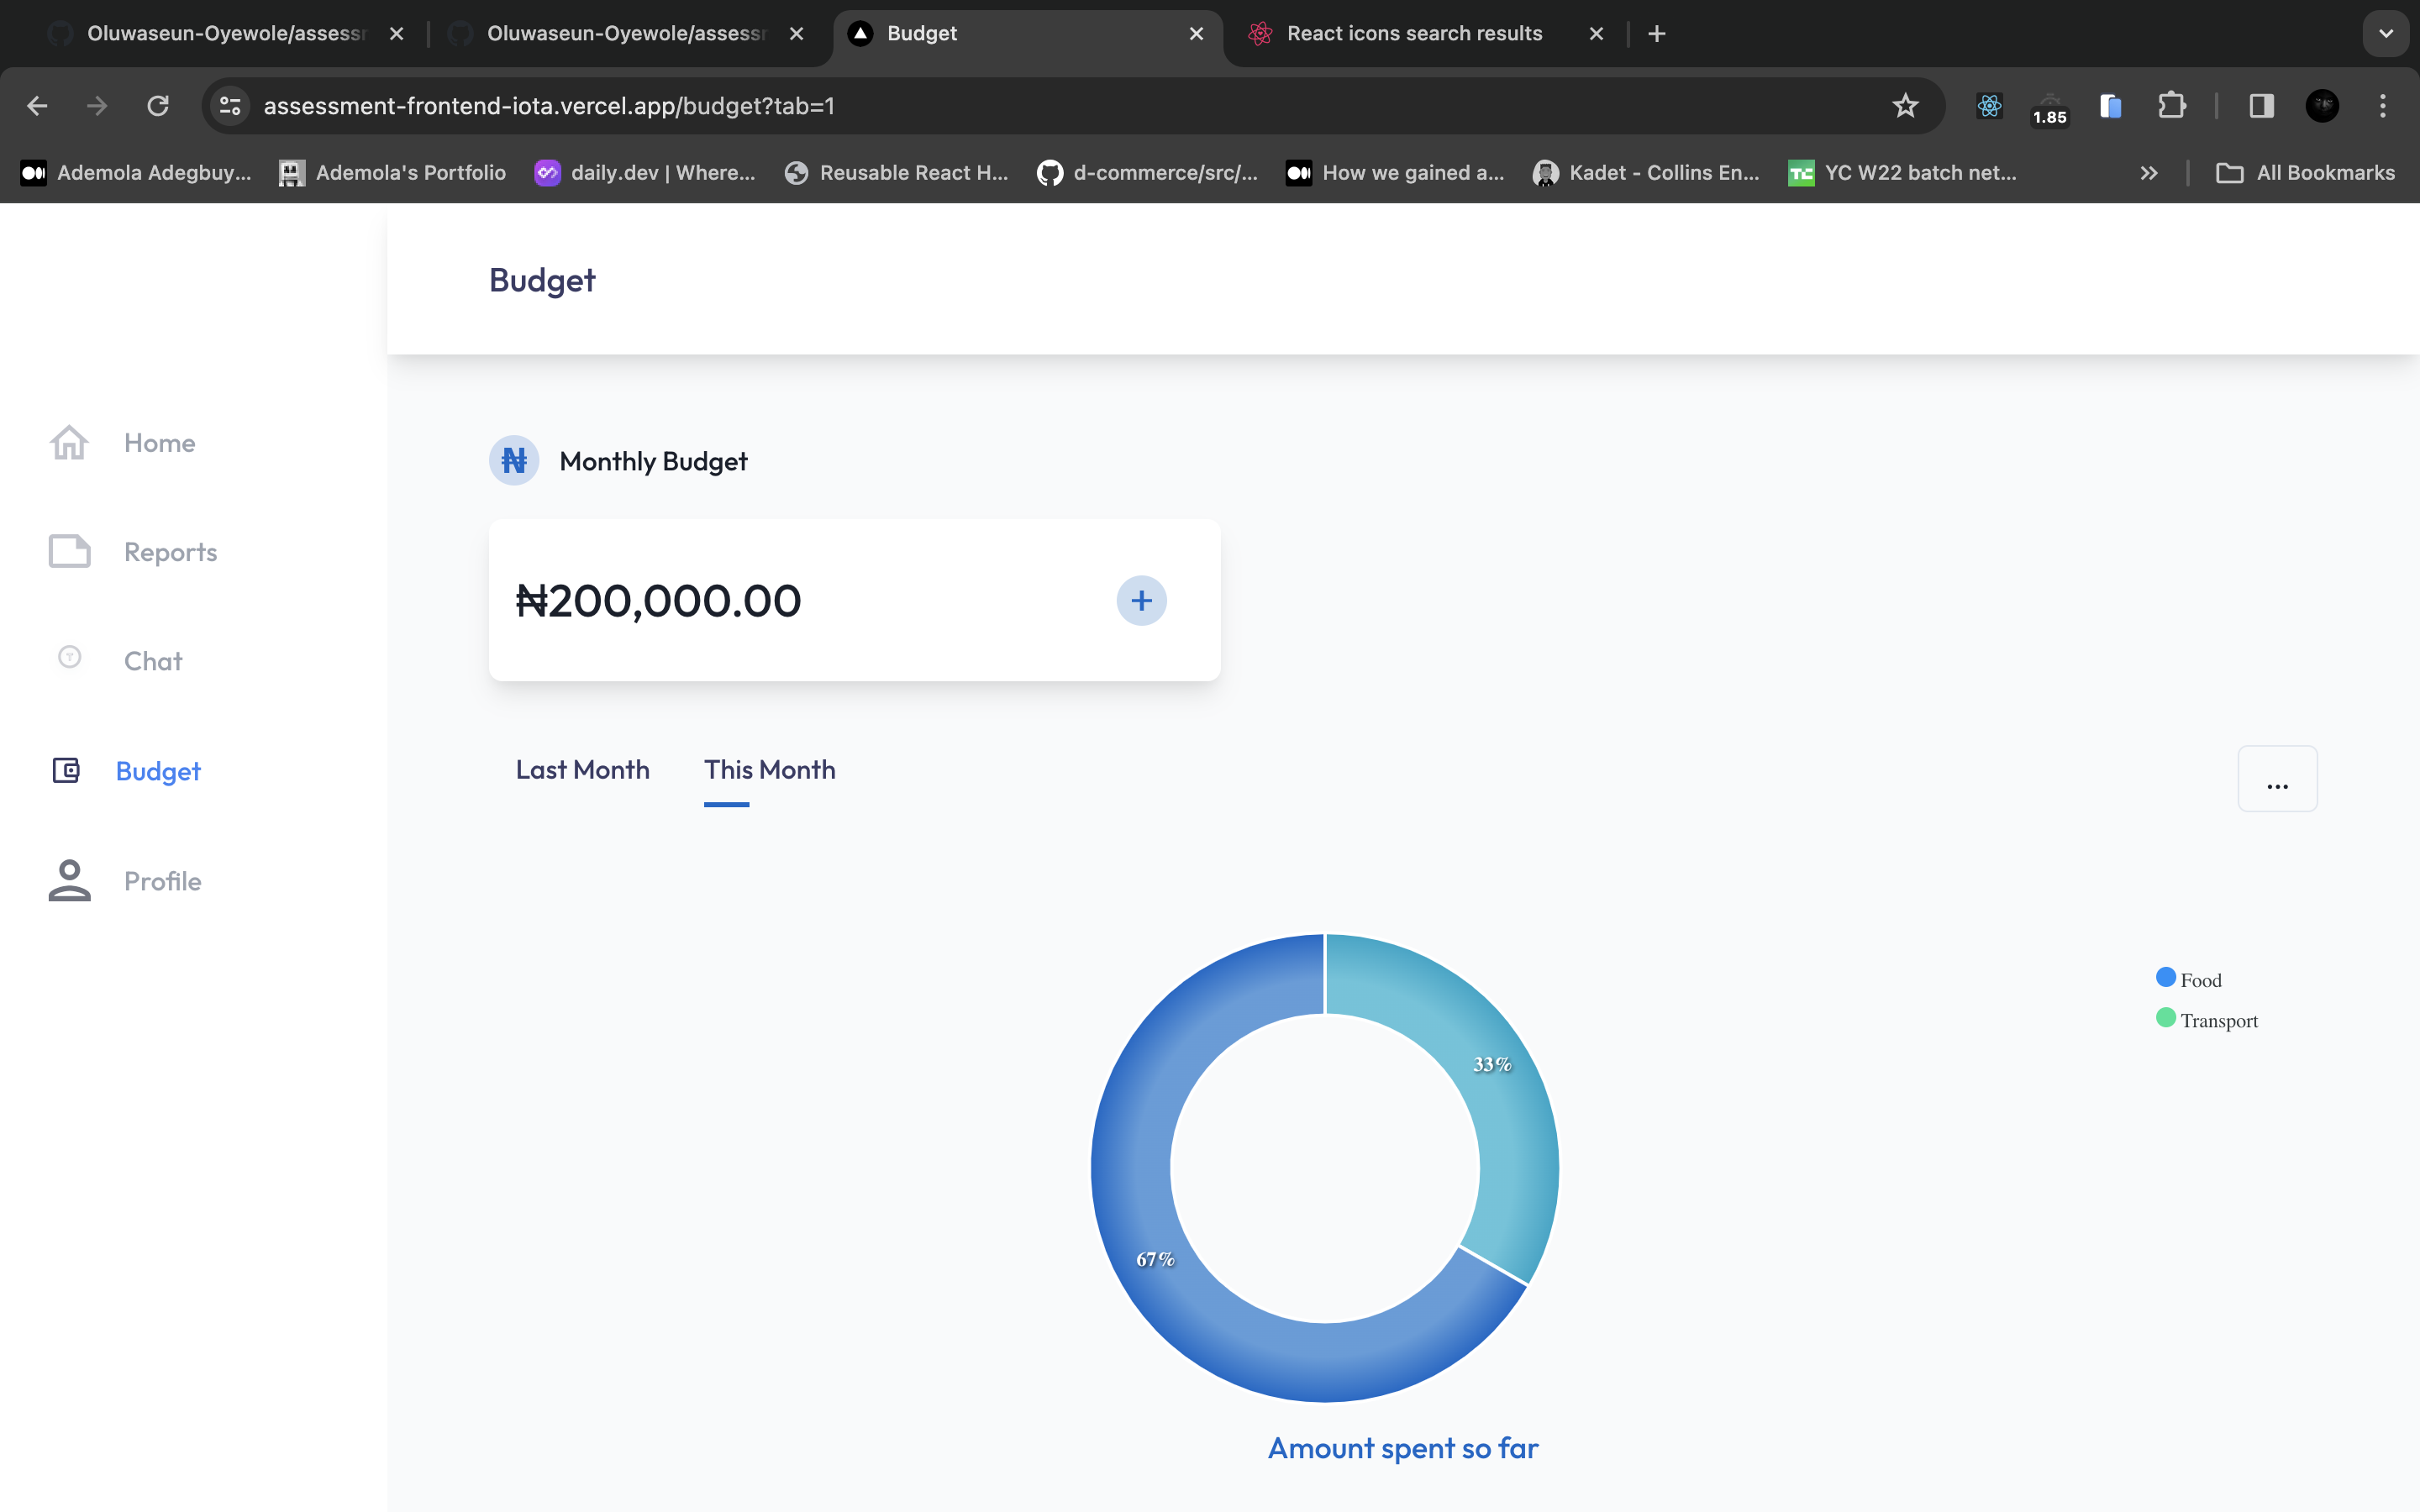 Oluwaseun-Oyewole/assessr
Oluwaseun-Oyewole/assessr
Budget
React icons search results
assessment-frontend-iota.vercel.app/budget?tab=1
1.85
Ademola Adegbuy...
Ademola's Portfolio
daily.dev | Where...
Reusable React H...
d-commerce/src/...
How we gained a...
Kadet - Collins En...
YC W22 batch net...
All Bookmarks
Budget
Home
Reports
Chat
Budget
Profile
₦ Monthly Budget
₦200,000.00
+
Last Month This Month
...
Food
Transport
33%
67%
Amount spent so far